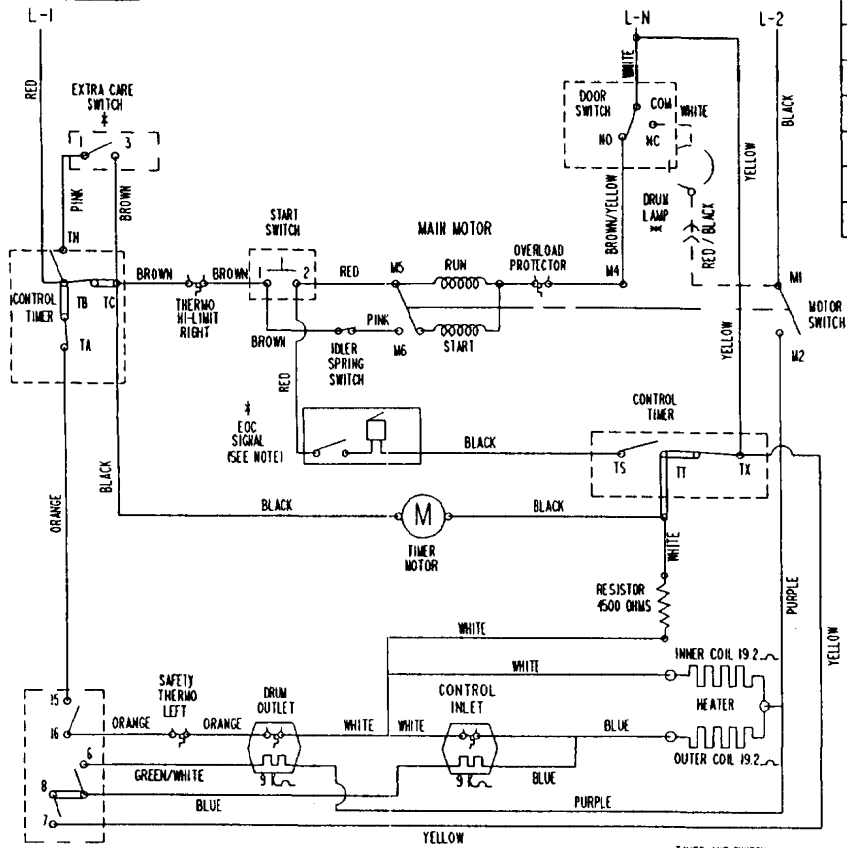 L-1
L-N
L-2
RED
WHITE
BLACK
EXTRA CARE
SWITCH
*
3
DOOR
SWITCH
COM
WHITE
NO
NC
YELLOW
PINK
BROWN
BROWN/YELLOW
DRUM
LAMP
**
RED/BLACK
START
SWITCH
MAIN MOTOR
TH
BROWN
BROWN
2
RED
M5
RUN
OVERLOAD
PROTECTOR
M4
M1
CONTROL
TIMER
TB
TC
THERMO
HI-LIMIT
RIGHT
MOTOR
SWITCH
TA
BROWN
PINK
M6
START
M2
IDLER
SPRING
SWITCH
YELLOW
RED
CONTROL
TIMER
*
EOC
SIGNAL
(SEE NOTE)
BLACK
TS
TT
TX
ORANGE
BLACK
BLACK
M
BLACK
TIMER
MOTOR
WHITE
RESISTOR
4500 OHMS
PURPLE
YELLOW
WHITE
WHITE
INNER COIL 19.2
HEATER
OUTER COIL 19.2
15
16
SAFETY
THERMO
LEFT
DRUM
OUTLET
CONTROL
INLET
ORANGE
ORANGE
WHITE
WHITE
BLUE
6
GREEN/WHITE
9K
9K
BLUE
8
BLUE
PURPLE
7
YELLOW